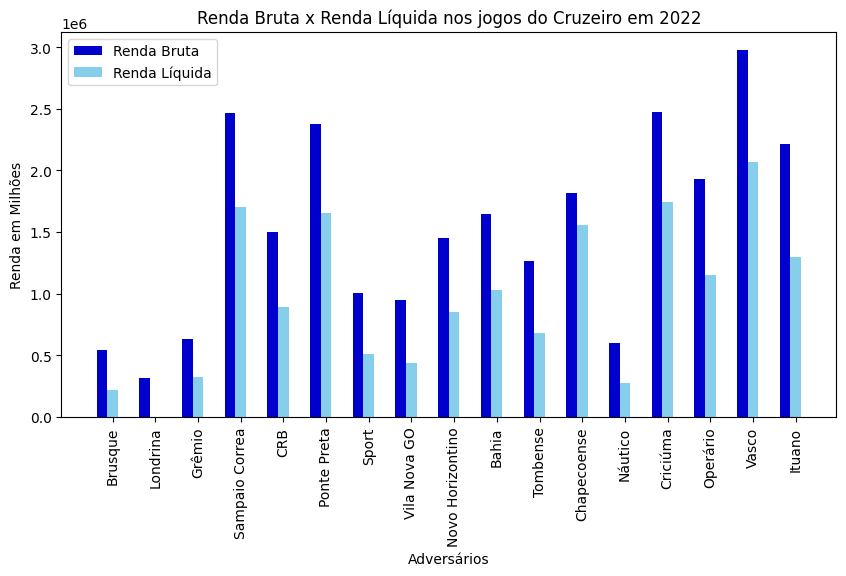 Renda Bruta x Renda Líquida nos jogos do Cruzeiro em 2022
1e6
Renda Bruta
Renda Líquida
3.0
2.5
2.0
1.5
1.0
0.5
0.0
Renda em Milhões
Brusque
Londrina
Grêmio
Sampaio Correa
CRB
Ponte Preta
Sport
Vila Nova GO
Novo Horizontino
Bahia
Tombense
Chapecoense
Náutico
Criciúma
Operário
Vasco
Ituano
Adversários